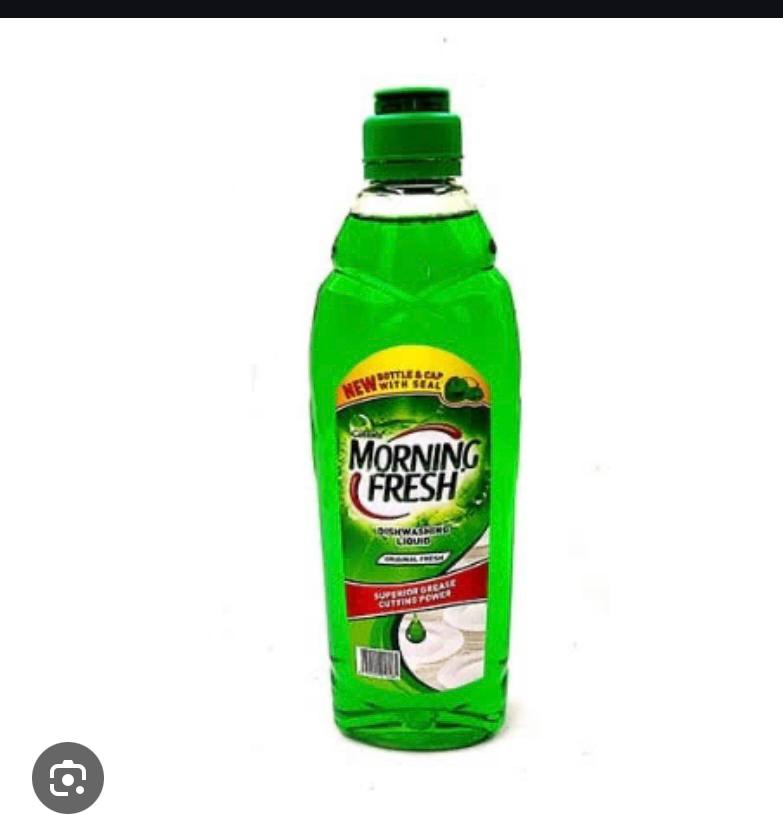 NEW BOTTLE & CAP
WITH SEAL
MORNING
FRESH
DISHWASHING
LIQUID
ORIGINAL FRESH
SUPERIOR GREASE
CUTTING POWER